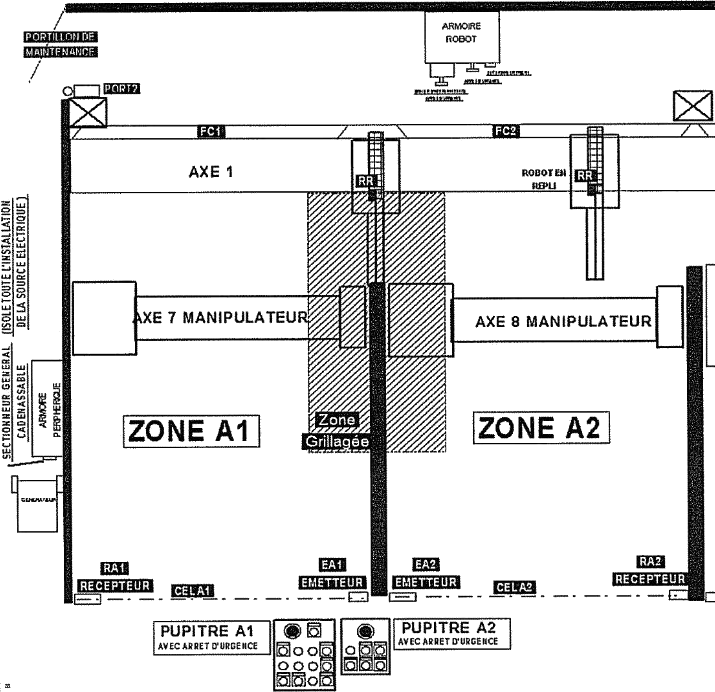 ARMOIRE
ROBOT
PORTILLON DE
MAINTENANCE
PORT2
FC1
FC2
AXE 1
RR
ROBOT EN
REPLI
RR
SECTIONNEUR GENERAL (ISOLE TOUTE L'INSTALLATION
CADENASSABLE DE LA SOURCE ELECTRIQUE)
AXE 7 MANIPULATEUR
AXE 8 MANIPULATEUR
ARMOIRE
PERPHERIQUE
ZONE A1
Zone
Grillagée
ZONE A2
GENERATEUR
RA1
RECEPTEUR
CELA1
EA1
EMETTEUR
EA2
EMETTEUR
CELA2
RA2
RECEPTEUR
PUPITRE A1
AVEC ARRET D'URGENCE
PUPITRE A2
AVEC ARRET D'URGENCE